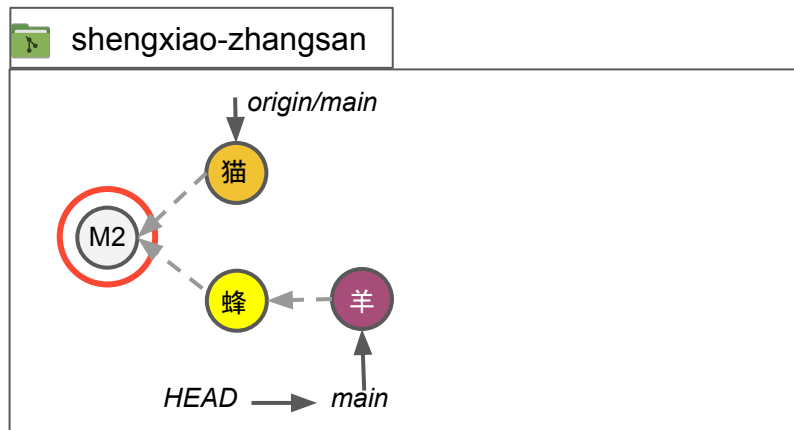 shengxiao-zhangsan
origin/main
猫
M2
蜂
羊
HEAD
main